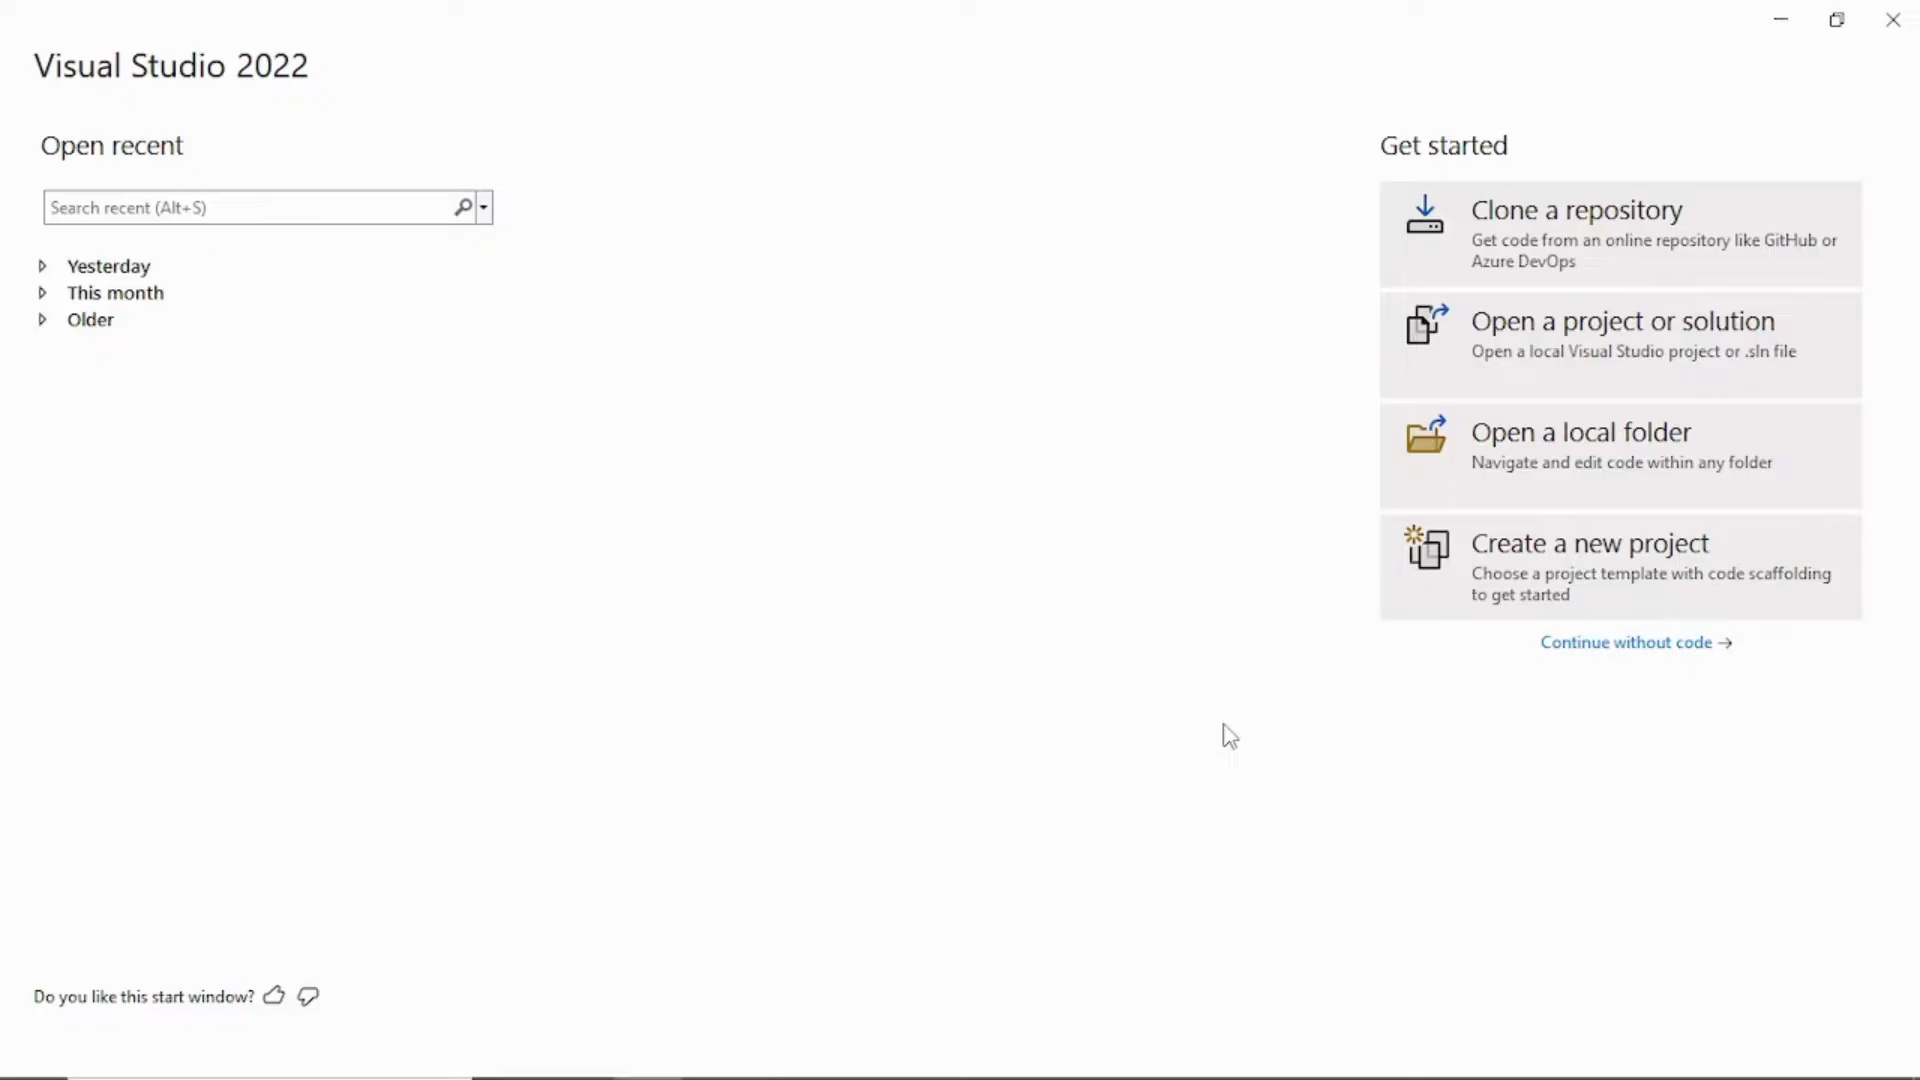 Visual Studio 2022
Open recent
Search recent (Alt+S)
Yesterday
This month
Older
Get started
Clone a repository
Get code from an online repository like GitHub or
Azure DevOps
Open a project or solution
Open a local Visual Studio project or .sln file
Open a local folder
Navigate and edit code within any folder
Create a new project
Choose a project template with code scaffolding
to get started
Continue without code →
Do you like this start window?